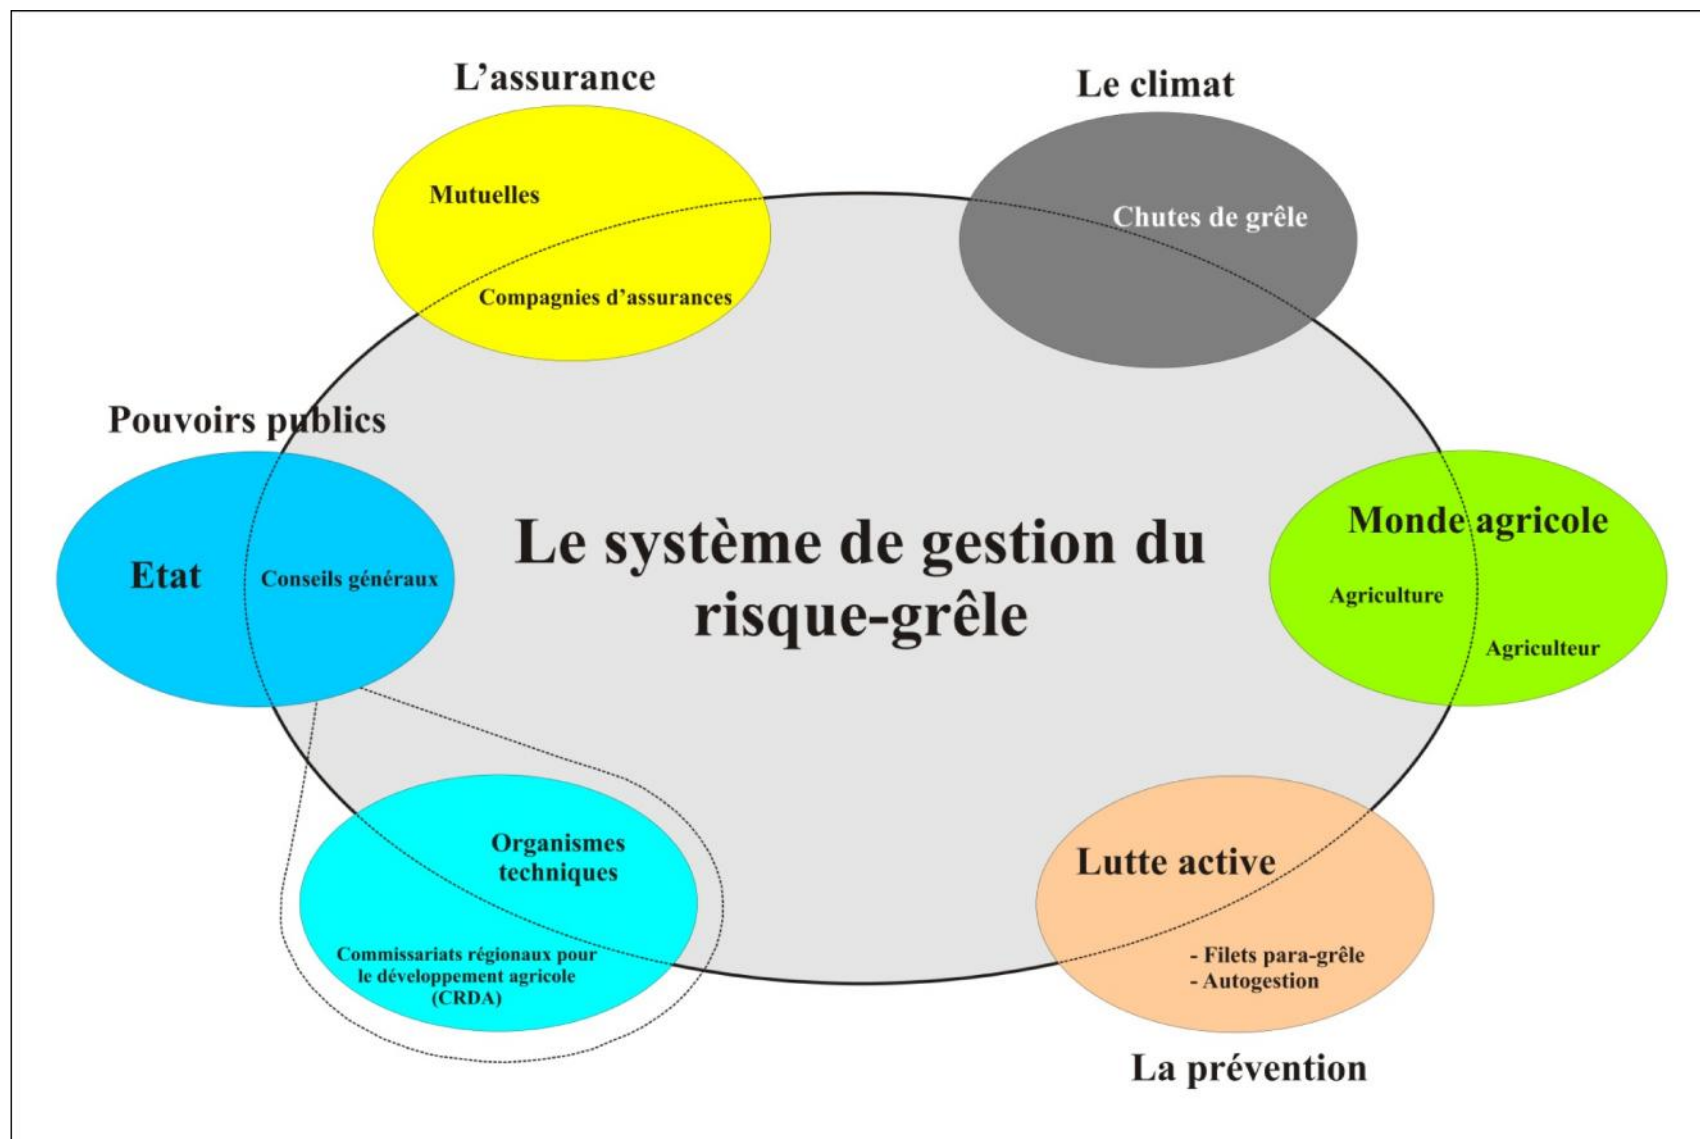 L’assurance
Le climat
Mutuelles
Chutes de grêle
Compagnies d’assurances
Pouvoirs publics
Etat
Conseils généraux
Le système de gestion du
risque-grêle
Monde agricole
Agriculture
Agriculteur
Organismes
techniques
Commissariats régionaux pour
le développement agricole
(CRDA)
Lutte active
- Filets para-grêle
- Autogestion
La prévention